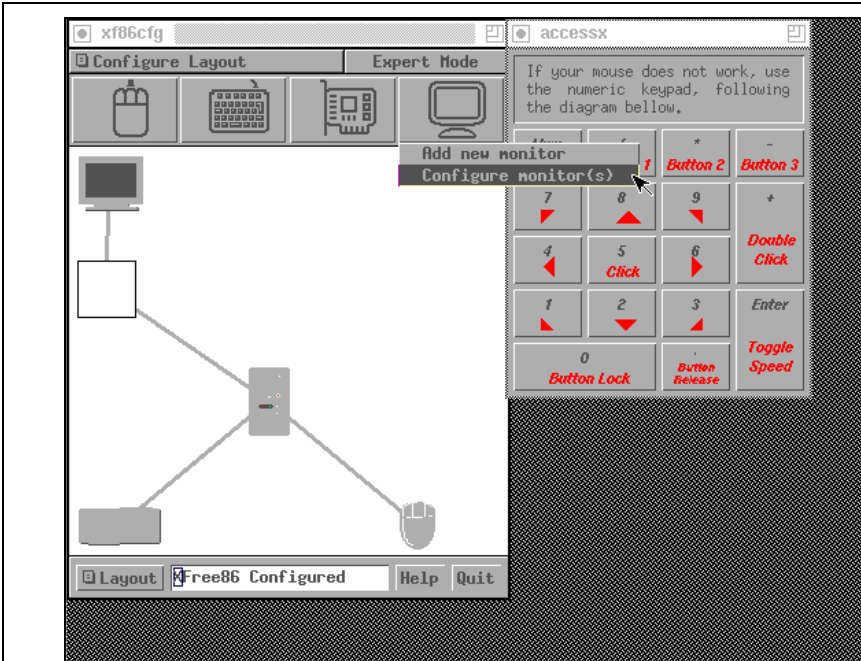 xf86cfg
Configure Layout
Expert Mode
Add new monitor
Configure monitor(s)
Layout
XFree86 Configured
Help
Quit
accessx
If your mouse does not work, use
the numeric keypad, following
the diagram bellow.
1
*
Button 2
-
Button 3
7
8
9
+
Double
Click
4
5
Click
6
1
2
3
Enter
Toggle
Speed
0
Button Lock
.
Button
Release